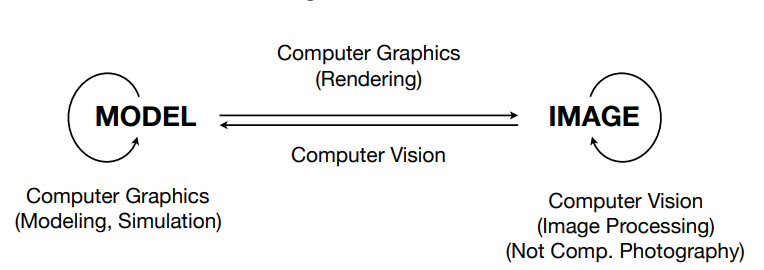 Computer Graphics
(Rendering)
MODEL
IMAGE
Computer Vision
Computer Graphics
(Modeling, Simulation)
Computer Vision
(Image Processing)
(Not Comp. Photography)